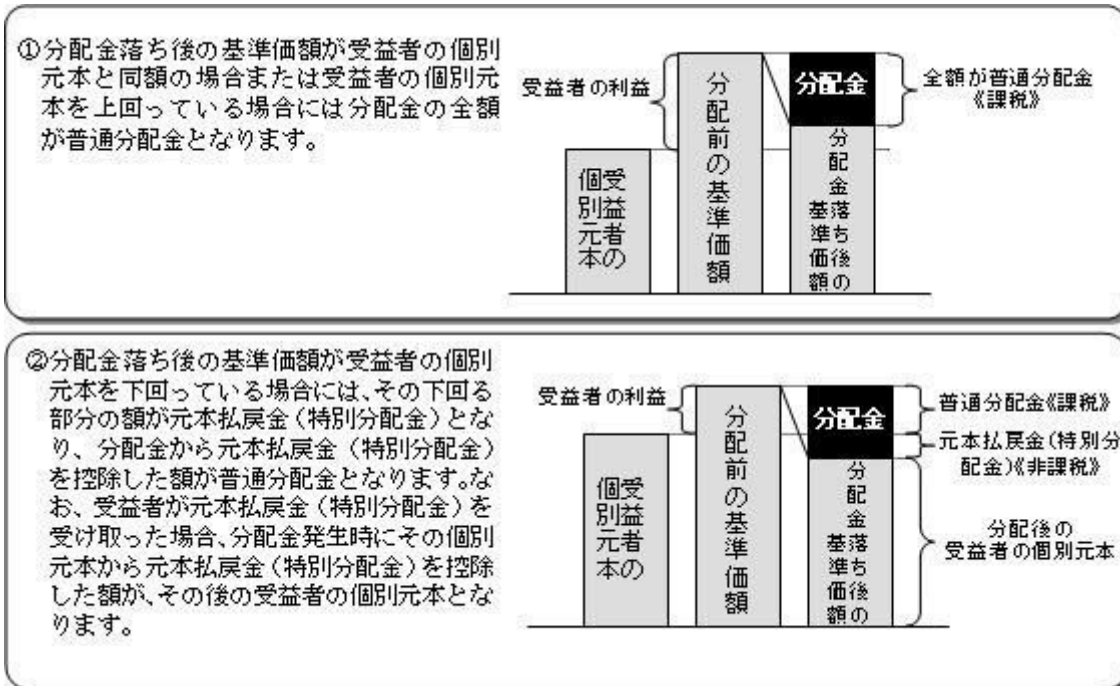 ①分配金落ち後の基準価額が受益者の個別
元本と同額の場合または受益者の個別元
本を上回っている場合には分配金の全額
が普通分配金となります。
受益者の利益
受益者の
個別元本
分配前の基準価額
分配金
分配金落ち後の
基準価額
全額が普通分配金
《課税》
②分配金落ち後の基準価額が受益者の個別
元本を下回っている場合には、その下回る
部分の額が元本払戻金（特別分配金）とな
り、分配金から元本払戻金（特別分配金）
を控除した額が普通分配金となります。な
お、受益者が元本払戻金（特別分配金）を
受け取った場合、分配金発生時にその個別
元本から元本払戻金（特別分配金）を控除
した額が、その後の受益者の個別元本とな
ります。
受益者の利益
受益者の
個別元本
分配前の基準価額
分配金
分配金落ち後の
基準価額
普通分配金《課税》
元本払戻金（特別分
配金）《非課税》
分配後の
受益者の個別元本